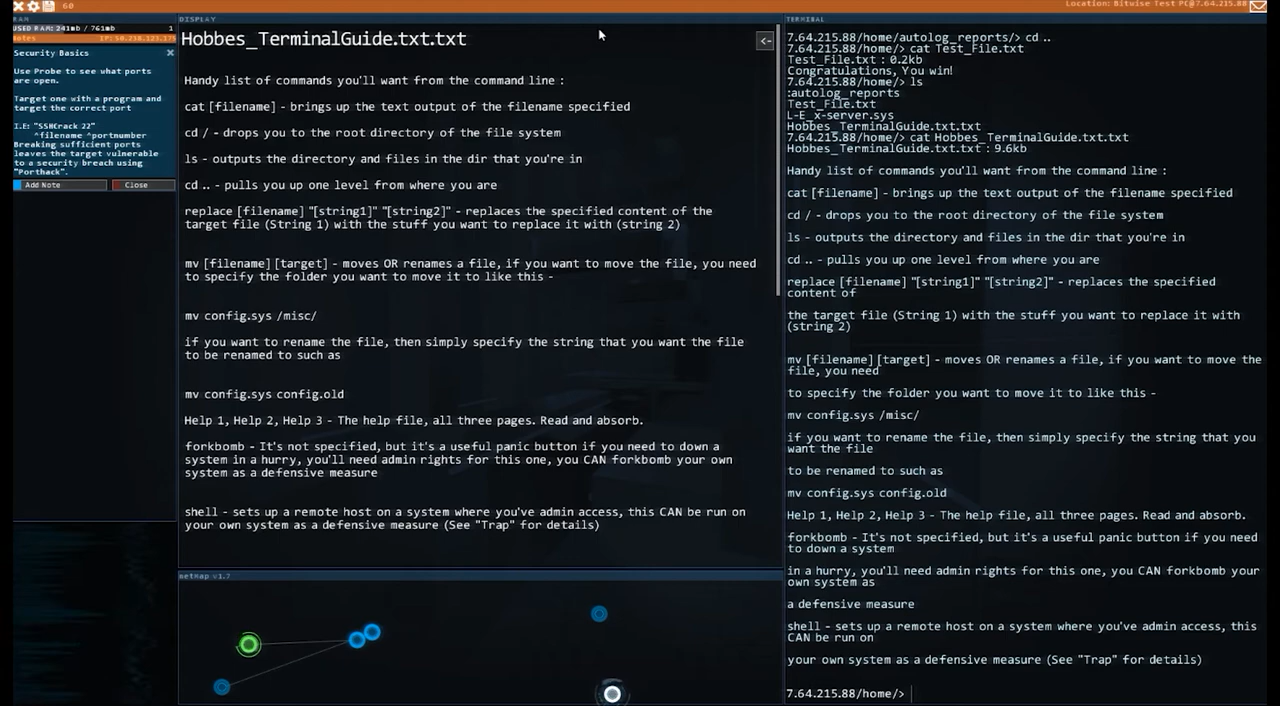 60
Location: Bitwise Test PC@7.64.215.88
RAM
DISPLAY
TERMINAL
USED RAM: 241mb / 761mb
1
Notes
IP: 50.238.123.175
Security Basics
Use Probe to see what ports
are open.
Target one with a program and
target the correct port
I.E: "SSHCrack 22"
^filename ^portnumber
Breaking sufficient ports
leaves the target vulnerable
to a security breach using
"Porthack".
Add Note
Close
Hobbes_TerminalGuide.txt.txt
<-
Handy list of commands you'll want from the command line :
cat [filename] - brings up the text output of the filename specified
cd / - drops you to the root directory of the file system
ls - outputs the directory and files in the dir that you're in
cd .. - pulls you up one level from where you are
replace [filename] "[string1]" "[string2]" - replaces the specified content of the
target file (String 1) with the stuff you want to replace it with (string 2)
mv [filename] [target] - moves OR renames a file, if you want to move the file, you need
to specify the folder you want to move it to like this -
mv config.sys /misc/
if you want to rename the file, then simply specify the string that you want the file
to be renamed to such as
mv config.sys config.old
Help 1, Help 2, Help 3 - The help file, all three pages. Read and absorb.
forkbomb - It's not specified, but it's a useful panic button if you need to down a
system in a hurry, you'll need admin rights for this one, you CAN forkbomb your own
system as a defensive measure
shell - sets up a remote host on a system where you've admin access, this CAN be run on
your own system as a defensive measure (See "Trap" for details)
netMap v1.7
7.64.215.88/home/autolog_reports/> cd ..
7.64.215.88/home/> cat Test_File.txt
Test_File.txt : 0.2kb
Congratulations, You win!
7.64.215.88/home/> ls
:autolog_reports
Test_File.txt
L-E_x-server.sys
Hobbes_TerminalGuide.txt.txt
7.64.215.88/home/> cat Hobbes_TerminalGuide.txt.txt
Hobbes_TerminalGuide.txt.txt : 9.6kb
Handy list of commands you'll want from the command line :
cat [filename] - brings up the text output of the filename specified
cd / - drops you to the root directory of the file system
ls - outputs the directory and files in the dir that you're in
cd .. - pulls you up one level from where you are
replace [filename] "[string1]" "[string2]" - replaces the specified
content of
the target file (String 1) with the stuff you want to replace it with
(string 2)
mv [filename] [target] - moves OR renames a file, if you want to move the
file, you need
to specify the folder you want to move it to like this -
mv config.sys /misc/
if you want to rename the file, then simply specify the string that you
want the file
to be renamed to such as
mv config.sys config.old
Help 1, Help 2, Help 3 - The help file, all three pages. Read and absorb.
forkbomb - It's not specified, but it's a useful panic button if you need
to down a system
in a hurry, you'll need admin rights for this one, you CAN forkbomb your
own system as
a defensive measure
shell - sets up a remote host on a system where you've admin access, this
CAN be run on
your own system as a defensive measure (See "Trap" for details)
7.64.215.88/home/>